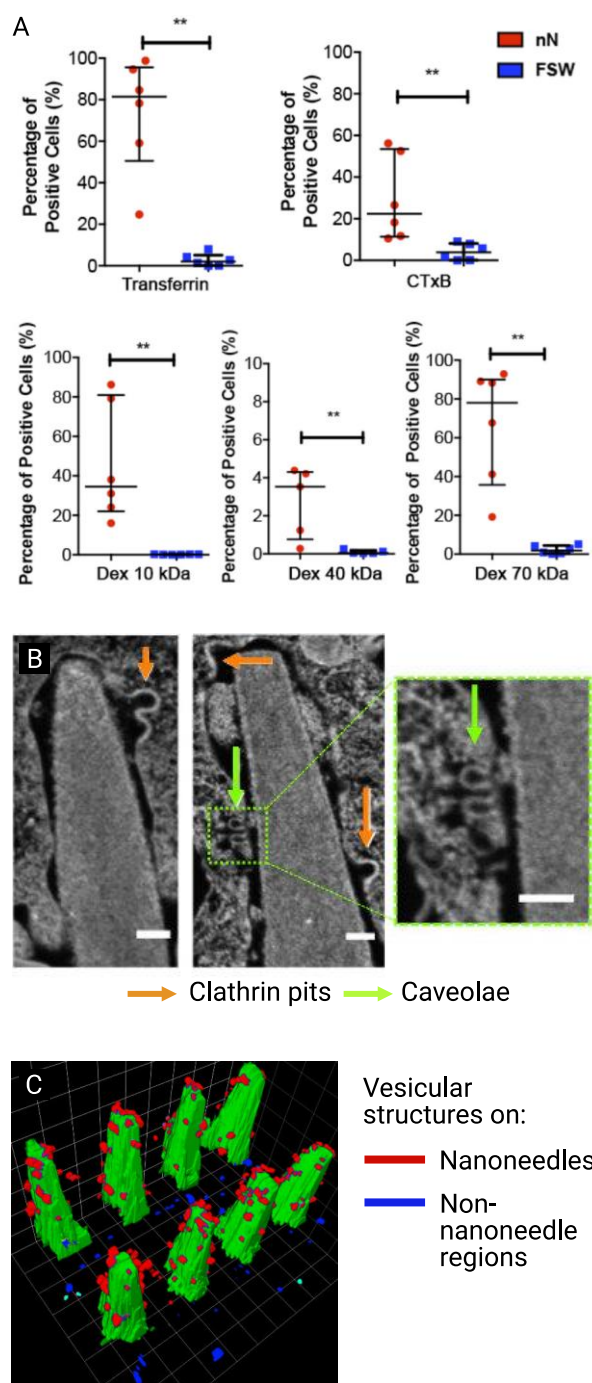 A
**
Percentage of
Positive Cells (%)
100
80
60
40
20
0
Transferrin
**
Percentage of
Positive Cells (%)
100
80
60
40
20
0
CTxB
nN
FSW
**
Percentage of Positive Cells (%)
100
80
60
40
20
0
Dex 10 kDa
**
Percentage of Positive Cells (%)
6
4
2
0
Dex 40 kDa
**
Percentage of Positive Cells (%)
100
80
60
40
20
0
Dex 70 kDa
B
Clathrin pits
Caveolae
C
Vesicular
structures on:
Nanoneedles
Non-
nanoneedle
regions